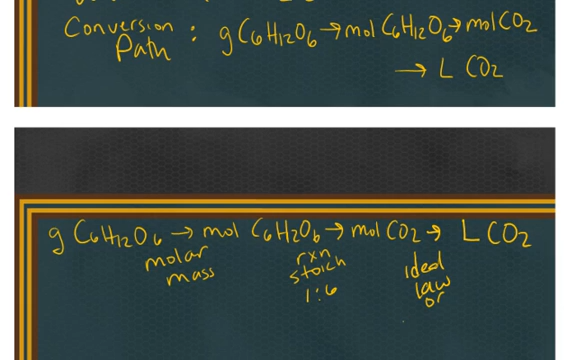 Conversion Path : g C6H12O6 → mol C6H12O6 → mol CO2
→ L CO2
g C6H12O6 → mol C6H2O6 → mol CO2 → L CO2
molar mass
rxn stoich 1:6
ideal law or